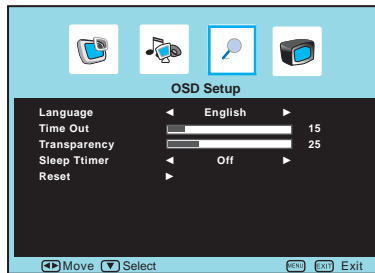 OSD Setup
Language English
Time Out 15
Transparency 25
Sleep Ttimer Off
Reset
Move Select MENU EXIT Exit